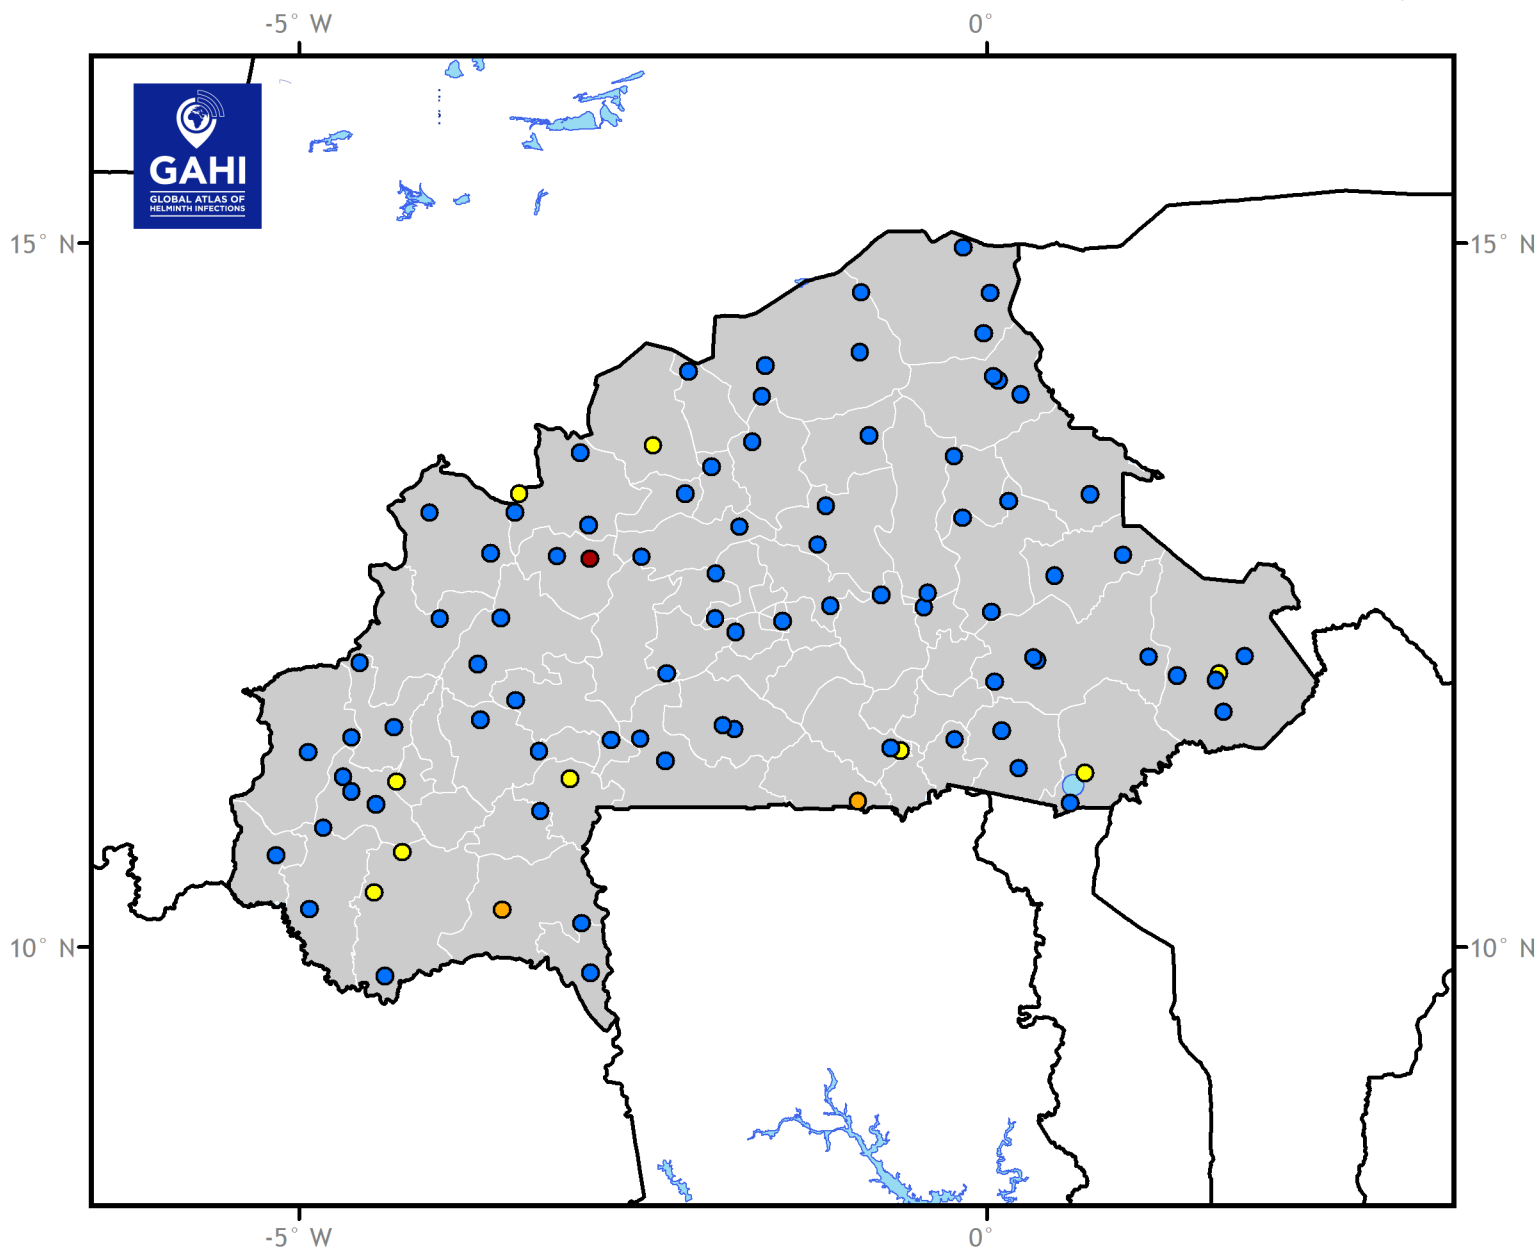 -5° W
0°
GAHI
GLOBAL ATLAS OF
HELMINTH INFECTIONS
15° N
15° N
10° N
10° N
-5° W
0°